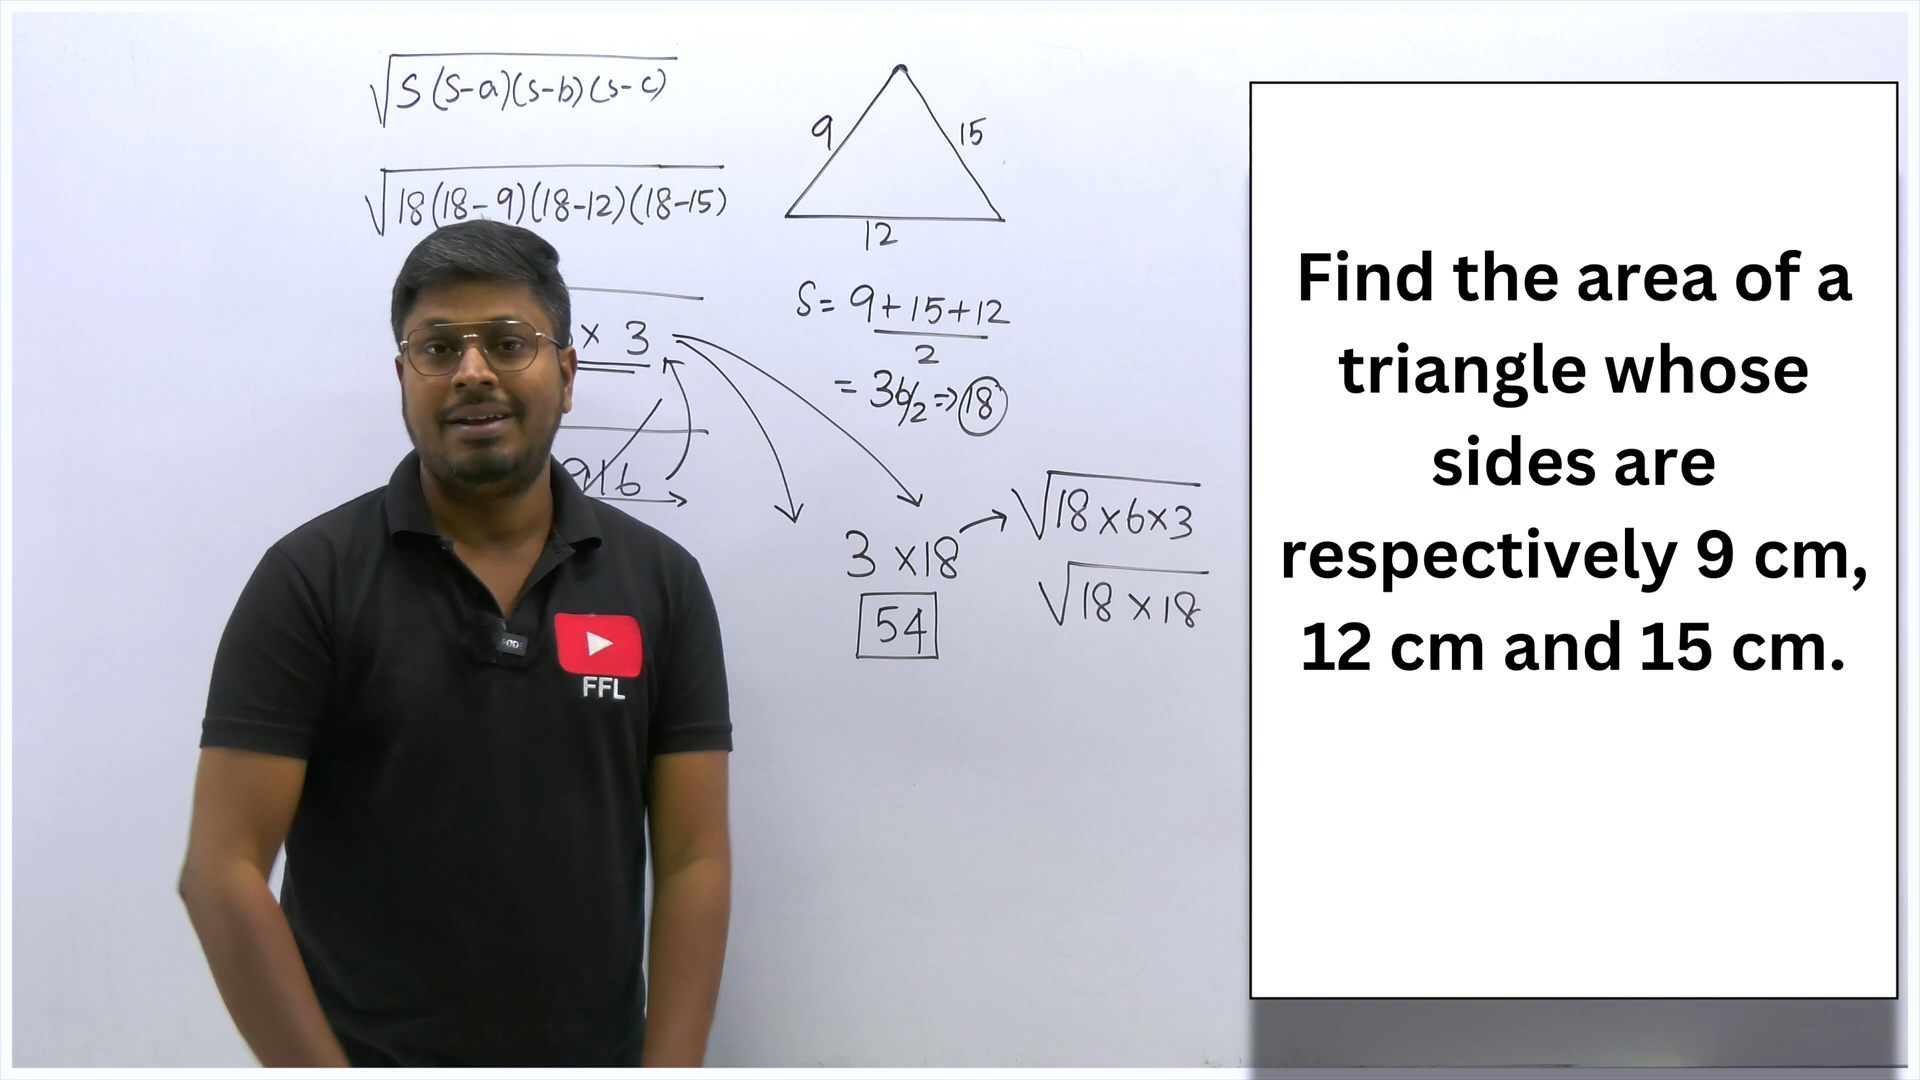 √S(S-a)(s-b)(s-c)
√18(18-9)(18-12)(18-15)
× 3
9
15
12
S= 9+15+12
2
= 36/2 => 18
3 ×18
54
√18×6×3
√18×18
FFL
Find the area of a
triangle whose
sides are
respectively 9 cm,
12 cm and 15 cm.